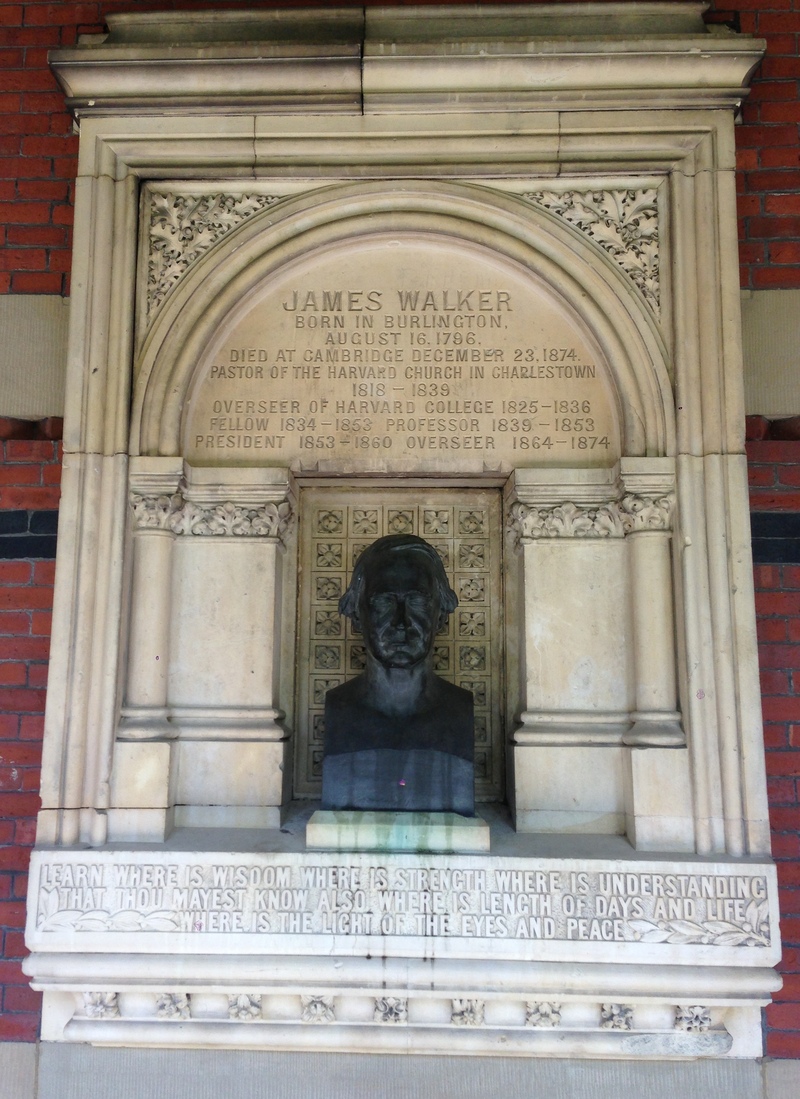 JAMES WALKER
BORN IN BURLINGTON,
AUGUST 16, 1796.
DIED AT CAMBRIDGE DECEMBER 23, 1874.
PASTOR OF THE HARVARD CHURCH IN CHARLESTOWN
1818 – 1839
OVERSEER OF HARVARD COLLEGE 1825–1836
FELLOW 1834–1853 PROFESSOR 1839–1853
PRESIDENT 1853–1860 OVERSEER 1864–1874
LEARN WHERE IS WISDOM WHERE IS STRENGTH WHERE IS UNDERSTANDING
THAT THOU MAYEST KNOW ALSO WHERE IS LENGTH OF DAYS AND LIFE
WHERE IS THE LIGHT OF THE EYES AND PEACE